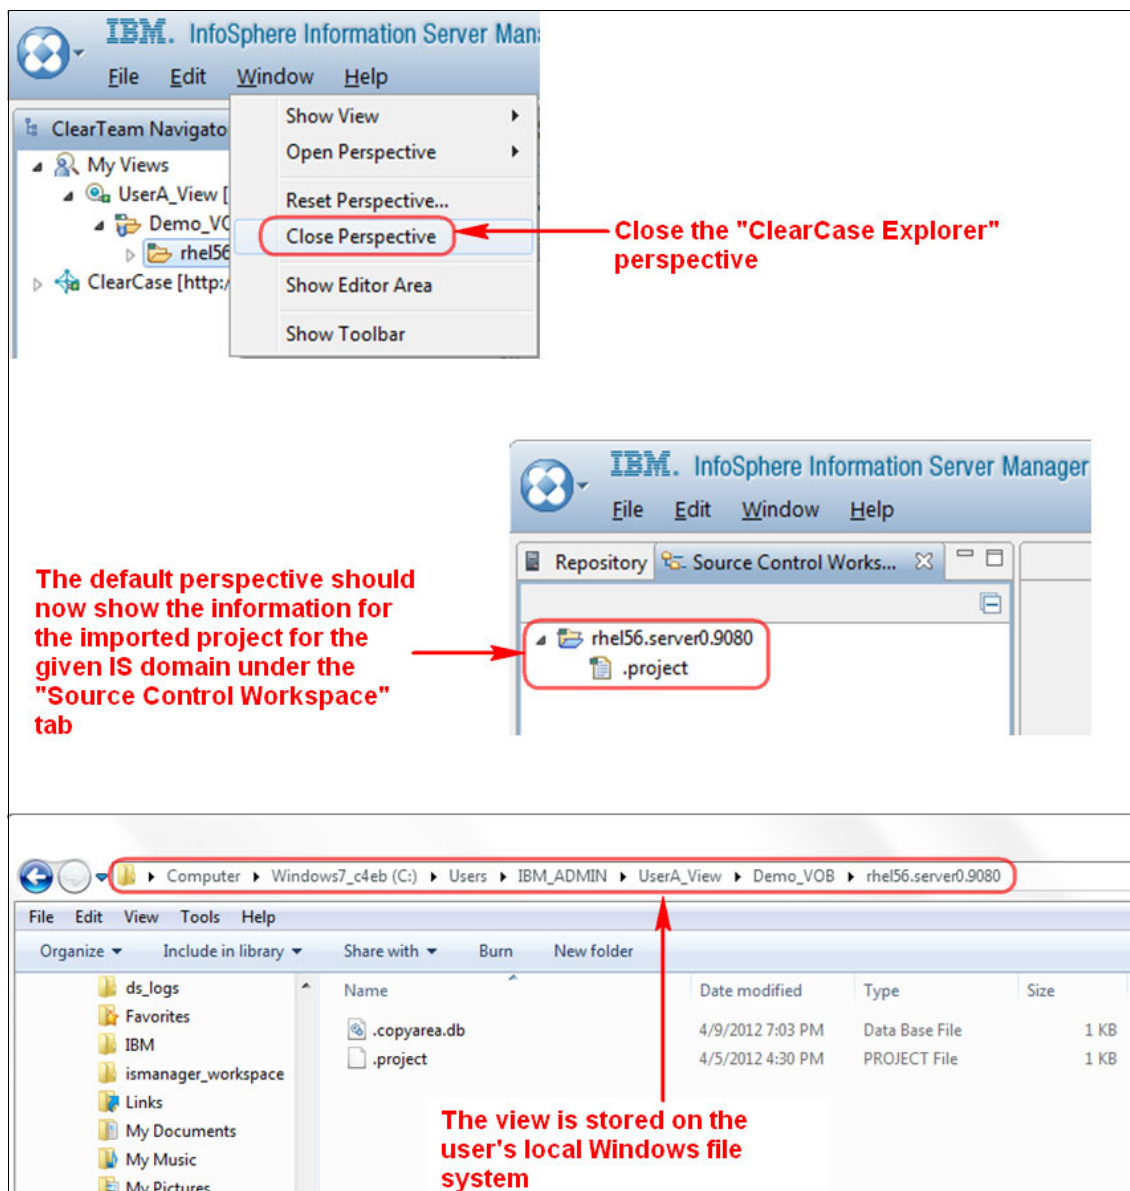 IBM. InfoSphere Information Server Man
File Edit Window Help
ClearTeam Navigato
My Views
UserA_View [
Demo_VO
rhel56
ClearCase [http:/
Show View
Open Perspective
Reset Perspective...
Close Perspective
Show Editor Area
Show Toolbar
Close the "ClearCase Explorer"
perspective
IBM. InfoSphere Information Server Manager
File Edit Window Help
Repository Source Control Works...
rhel56.server0.9080
.project
The default perspective should
now show the information for
the imported project for the
given IS domain under the
"Source Control Workspace"
tab
Computer Windows7_c4eb (C:) Users IBM_ADMIN UserA_View Demo_VOB rhel56.server0.9080
File Edit View Tools Help
Organize Include in library Share with Burn New folder
ds_logs
Favorites
IBM
ismanager_workspace
Links
My Documents
My Music
My Pictures
Name Date modified Type Size
.copyarea.db 4/9/2012 7:03 PM Data Base File 1 KB
.project 4/5/2012 4:30 PM PROJECT File 1 KB
The view is stored on the
user's local Windows file
system